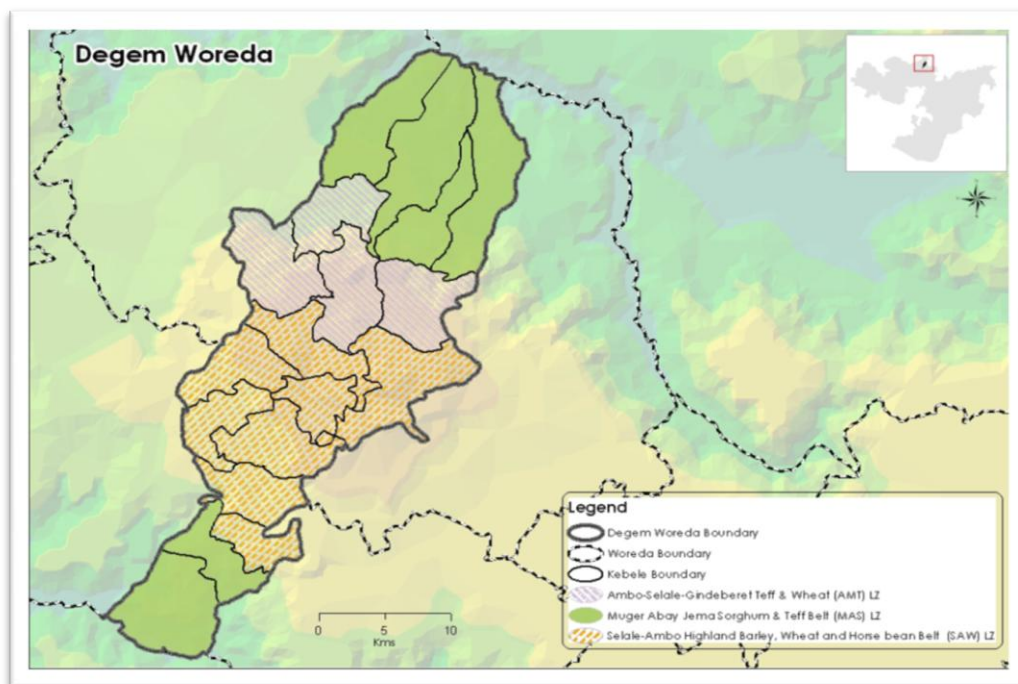 Degem Woreda
Legend
Degem Woreda Boundary
Woreda Boundary
Kebele Boundary
Ambo-Selale-Gindeberet Teff & Wheat (AMT) LZ
Muger Abay Jema Sorghum & Teff Belt (MAS) LZ
Selale-Ambo Highland Barley, Wheat and Horse bean Belt (SAW) LZ
0 5 10
Kms